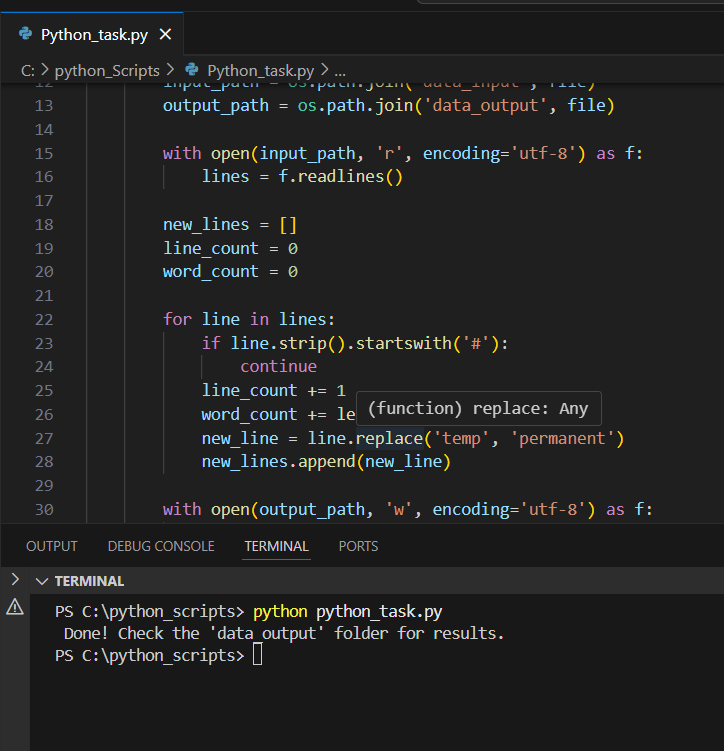 Python_task.py
C: > python_Scripts > Python_task.py > ...
12 input_path = os.path.join('data_input', file)
13 output_path = os.path.join('data_output', file)
14
15 with open(input_path, 'r', encoding='utf-8') as f:
16 lines = f.readlines()
17
18 new_lines = []
19 line_count = 0
20 word_count = 0
21
22 for line in lines:
23 if line.strip().startswith('#'):
24 continue
25 line_count += 1
(function) replace: Any
26 word_count += le
27 new_line = line.replace('temp', 'permanent')
28 new_lines.append(new_line)
29
30 with open(output_path, 'w', encoding='utf-8') as f:
OUTPUT DEBUG CONSOLE TERMINAL PORTS
TERMINAL
PS C:\python_scripts> python python_task.py
Done! Check the 'data_output' folder for results.
PS C:\python_scripts>